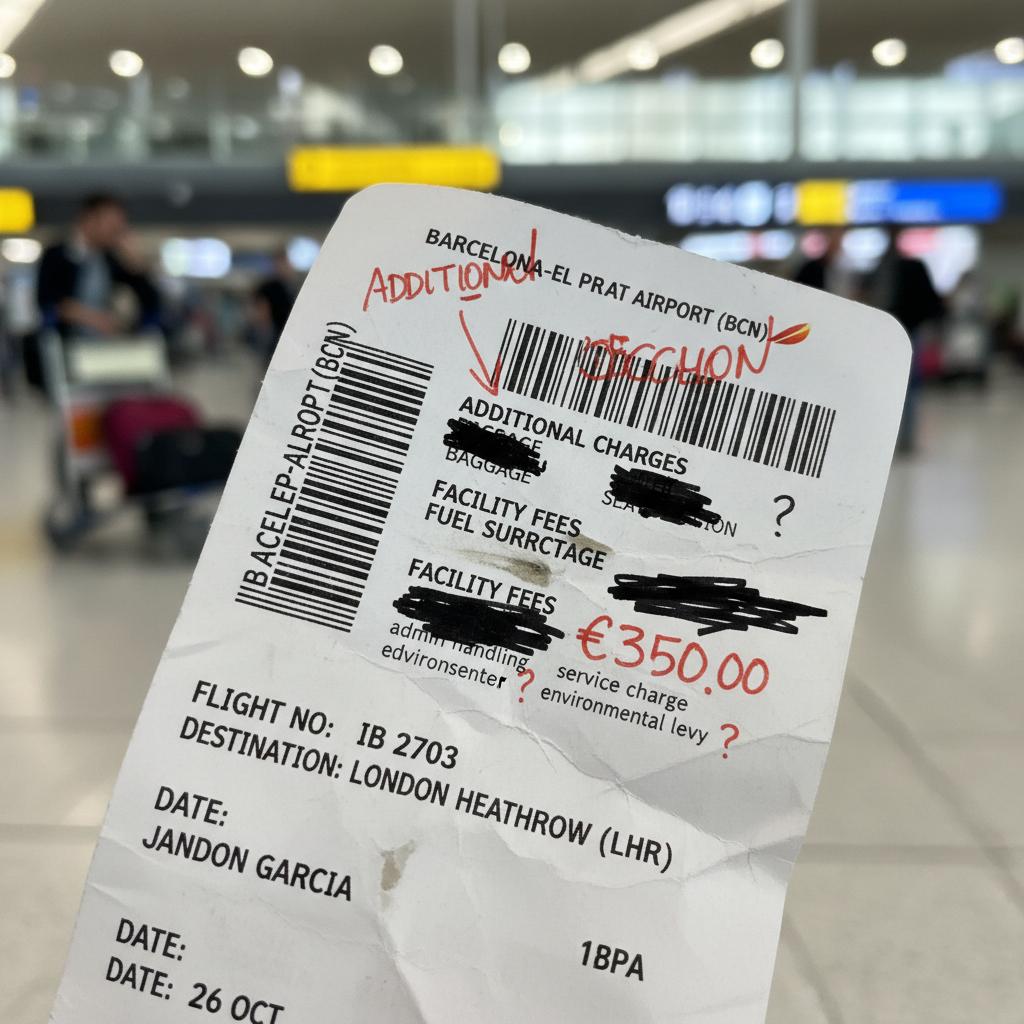 BARCELONA-EL PRAT AIRPORT (BCN)
ADDITIONAL
IB ACELEP-ALROPT (BCN)
ADDITIONAL CHARGES
BAGGAGE
?
FACILITY FEES
FUEL SURRCTAGE
FACILITY FEES
€350.00
admin handling
service charge
edvironsenter ?
environmental levy ?
FLIGHT NO: IB 2703
DESTINATION: LONDON HEATHROW (LHR)
DATE:
JANDON GARCIA
1BPA
DATE:
DATE: 26 OCT